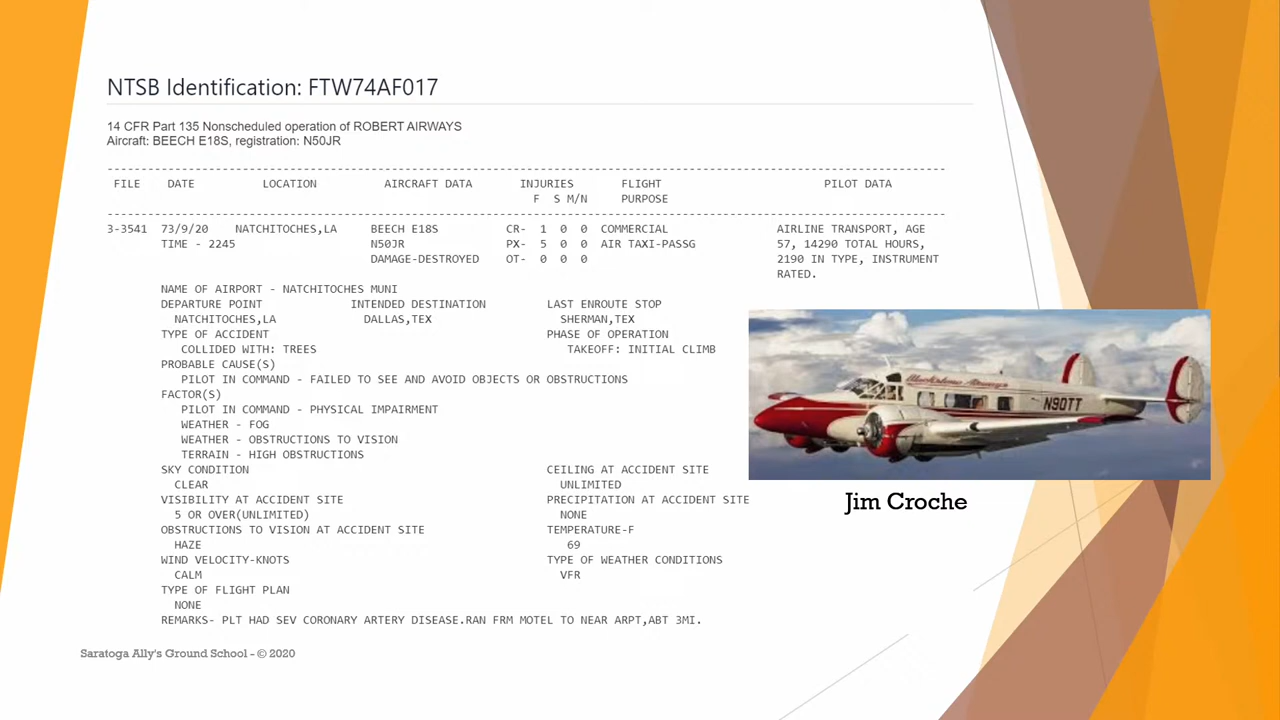 NTSB Identification: FTW74AF017
14 CFR Part 135 Nonscheduled operation of ROBERT AIRWAYS
Aircraft: BEECH E18S, registration: N50JR
FILE DATE LOCATION AIRCRAFT DATA INJURIES FLIGHT PILOT DATA
F S M/N PURPOSE
3-3541 73/9/20 NATCHITOCHES,LA BEECH E18S CR- 1 0 0 COMMERCIAL AIRLINE TRANSPORT, AGE
TIME - 2245 N50JR PX- 5 0 0 AIR TAXI-PASSG 57, 14290 TOTAL HOURS,
DAMAGE-DESTROYED OT- 0 0 0 2190 IN TYPE, INSTRUMENT
RATED.
NAME OF AIRPORT - NATCHITOCHES MUNI
DEPARTURE POINT INTENDED DESTINATION LAST ENROUTE STOP
NATCHITOCHES,LA DALLAS,TEX SHERMAN,TEX
TYPE OF ACCIDENT PHASE OF OPERATION
COLLIDED WITH: TREES TAKEOFF: INITIAL CLIMB
PROBABLE CAUSE(S)
PILOT IN COMMAND - FAILED TO SEE AND AVOID OBJECTS OR OBSTRUCTIONS
FACTOR(S)
PILOT IN COMMAND - PHYSICAL IMPAIRMENT
WEATHER - FOG
WEATHER - OBSTRUCTIONS TO VISION
TERRAIN - HIGH OBSTRUCTIONS
SKY CONDITION CEILING AT ACCIDENT SITE
CLEAR UNLIMITED
VISIBILITY AT ACCIDENT SITE PRECIPITATION AT ACCIDENT SITE
5 OR OVER(UNLIMITED) NONE
OBSTRUCTIONS TO VISION AT ACCIDENT SITE TEMPERATURE-F
HAZE 69
WIND VELOCITY-KNOTS TYPE OF WEATHER CONDITIONS
CALM VFR
TYPE OF FLIGHT PLAN
NONE
REMARKS- PLT HAD SEV CORONARY ARTERY DISEASE.RAN FRM MOTEL TO NEAR ARPT,ABT 3MI.
N90TT
Jim Croche
Saratoga Ally's Ground School - © 2020